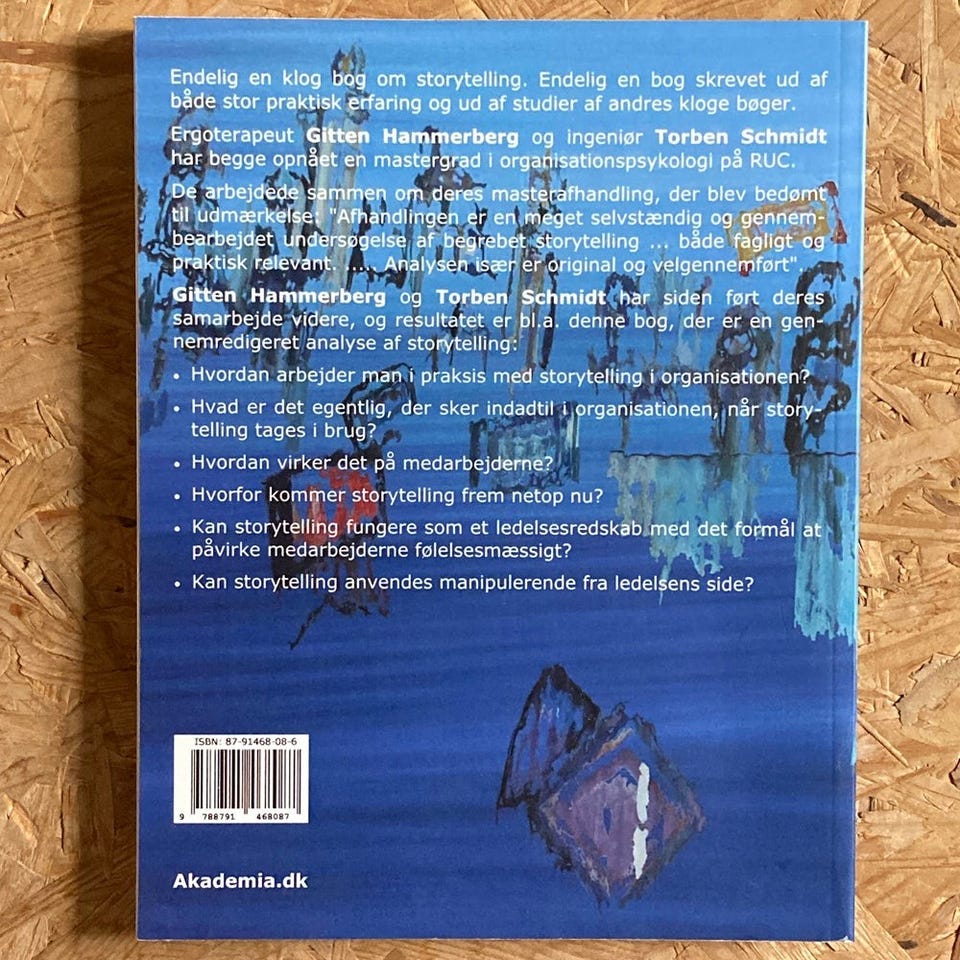 Endelig en klog bog om storytelling. Endelig en bog skrevet ud af
både stor praktisk erfaring og ud af studier af andres kloge bøger.
Ergoterapeut Gitten Hammerberg og ingeniør Torben Schmidt
har begge opnået en mastergrad i organisationspsykologi på RUC.
De arbejdede sammen om deres masterafhandling, der blev bedømt
til udmærkelse: "Afhandlingen er en meget selvstændig og gennem-
bearbejdet undersøgelse af begrebet storytelling ... både fagligt og
praktisk relevant. ..... Analysen især er original og velgennemført".
Gitten Hammerberg og Torben Schmidt har siden ført deres
samarbejde videre, og resultatet er bl.a. denne bog, der er en gen-
nemredigeret analyse af storytelling:
• Hvordan arbejder man i praksis med storytelling i organisationen?
• Hvad er det egentlig, der sker indadtil i organisationen, når story-
telling tages i brug?
• Hvordan virker det på medarbejderne?
• Hvorfor kommer storytelling frem netop nu?
• Kan storytelling fungere som et ledelsesredskab med det formål at
påvirke medarbejderne følelsesmæssigt?
• Kan storytelling anvendes manipulerende fra ledelsens side?
ISBN: 87-91468-08-6
9 788791 468087
Akademia.dk